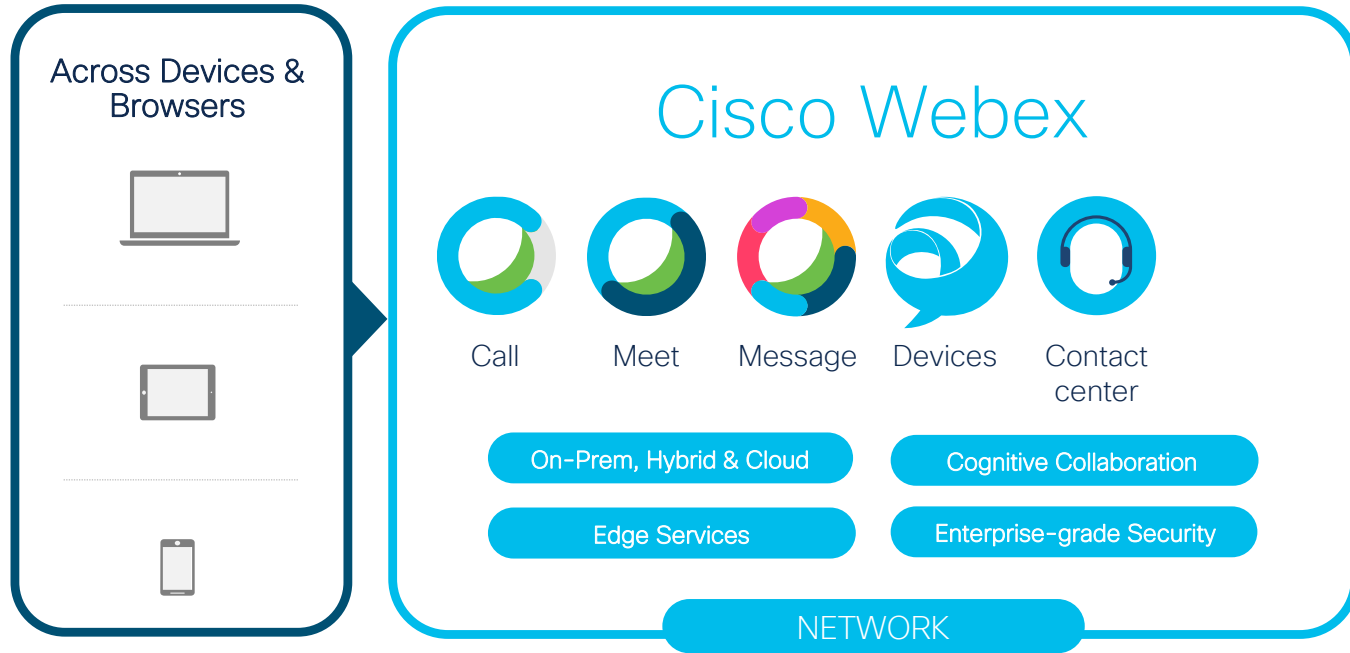 Across Devices &
Browsers
Cisco Webex
Call
Meet
Message
Devices
Contact
center
On-Prem, Hybrid & Cloud
Cognitive Collaboration
Edge Services
Enterprise-grade Security
NETWORK